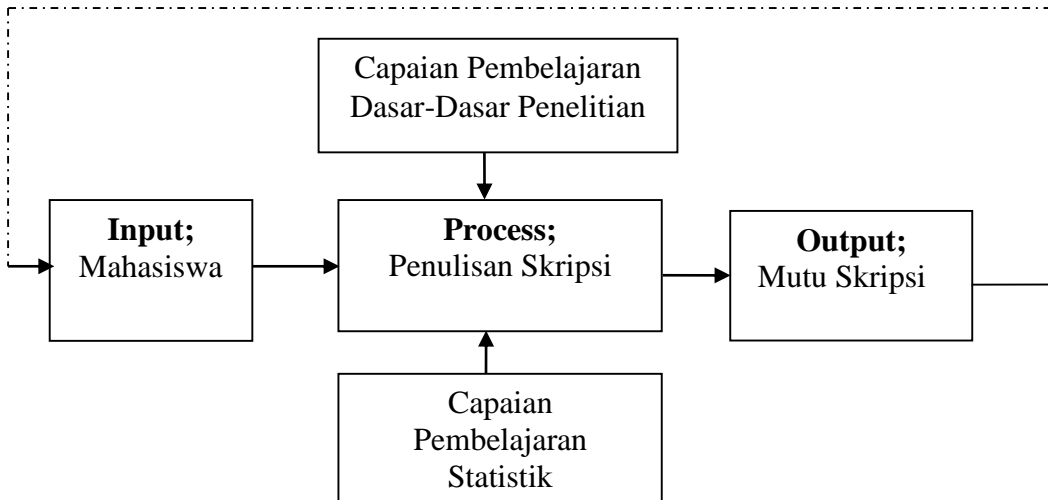 Capaian Pembelajaran
Dasar-Dasar Penelitian
Input;
Mahasiswa
Process;
Penulisan Skripsi
Output;
Mutu Skripsi
Capaian
Pembelajaran
Statistik